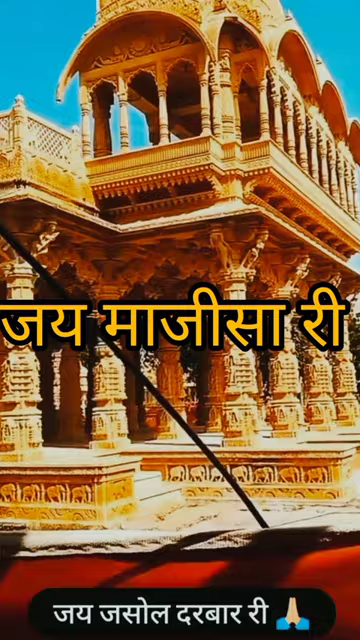 जय माजीसा री
जय जसोल दरबार री 🙏🏻